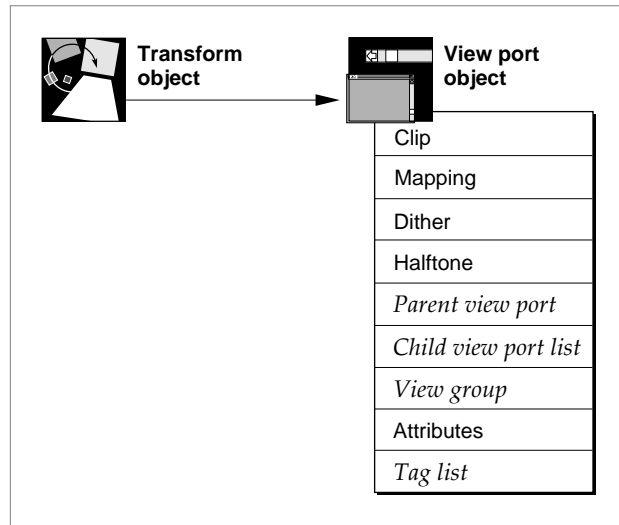 Transform
object
View port
object
Clip
Mapping
Dither
Halftone
Parent view port
Child view port list
View group
Attributes
Tag list